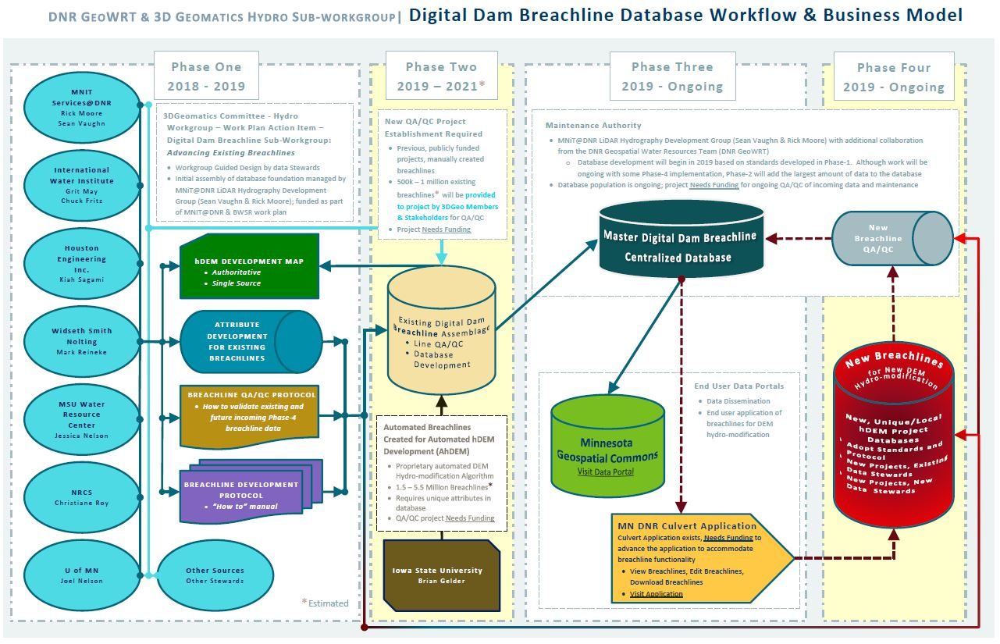 DNR GEOWRT & 3D GEOMATICS HYDRO SUB-WORKGROUP| Digital Dam Breachline Database Workflow & Business Model
Phase One
2018 - 2019
Phase Two
2019 – 2021*
Phase Three
2019 - Ongoing
Phase Four
2019 - Ongoing
MNIT
Services@DNR
Rick Moore
Sean Vaughn
International
Water Institute
Grit May
Chuck Fritz
Houston
Engineering
Inc.
Kiah Sagami
Widseth Smith
Nolting
Mark Reineke
MSU Water
Resource
Center
Jessica Nelson
NRCS
Christiane Roy
U of MN
Joel Nelson
Other Sources
Other Stewards
3DGeomatics Committee - Hydro
Workgroup – Work Plan Action Item –
Digital Dam Breachline Sub-Workgroup:
Advancing Existing Breachlines
• Workgroup Guided Design by data Stewards
• Initial assembly of database foundation managed by
MNiT@DNR LiDAR Hydrography Development
Group (Sean Vaughn & Rick Moore); funded as part
of MNIT@DNR & BWSR work plan
hDEM DEVELOPMENT MAP
• Authoritative
• Single Source
ATTRIBUTE
DEVELOPMENT
FOR EXISTING
BREACHLINES
BREACHLINE QA/QC PROTOCOL
• How to validate existing and
future incoming Phase-4
breachline data
BREACHLINE DEVELOPMENT
PROTOCOL
• "How to" manual
*Estimated
New QA/QC Project
Establishment Required
• Previous, publicly funded
projects, manually created
breachlines
• 500k – 1 million existing
breachlines* will be provided
to project by 3DGeo Members
& Stakeholders for QA/QC
• Project Needs Funding
Existing Digital Dam
Breachline Assemblage
• Line QA/QC
• Database
Development
Automated Breachlines
Created for Automated hDEM
Development (AhDEM)
• Proprietary automated DEM
Hydro-modification Algorithm
• 1.5 – 5.5 Million Breachlines*
• Requires unique attributes in
database
• QA/QC project Needs Funding
Iowa State University
Brian Gelder
Maintenance Authority
• MNiT@DNR LiDAR Hydrography Development Group (Sean Vaughn & Rick Moore) with additional collaboration
from the DNR Geospatial Water Resources Team (DNR GeoWRT)
o Database development will begin in 2019 based on standards developed in Phase-1. Although work will be
ongoing with some Phase-4 implementation, Phase-2 will add the largest amount of data to the database
• Database population is ongoing; project Needs Funding for ongoing QA/QC of incoming data and maintenance
Master Digital Dam Breachline
Centralized Database
New
Breachline
QA/QC
End User Data Portals
• Data Dissemination
• End user application of
breachlines for DEM
hydro-modification
Minnesota
Geospatial Commons
Visit Data Portal
MN DNR Culvert Application
Culvert Application exists, Needs Funding to
advance the application to accommodate
breachline functionality
• View Breachlines, Edit Breachlines,
Download Breachlines
• Visit Application
New Breachlines
for New DEM
Hydro-modification
New, Unique/Local
hDEM Project
Databases
• Adopt Standards and
Protocol
• New Projects, Existing
Data Stewards
• New Projects, New
Data Stewards